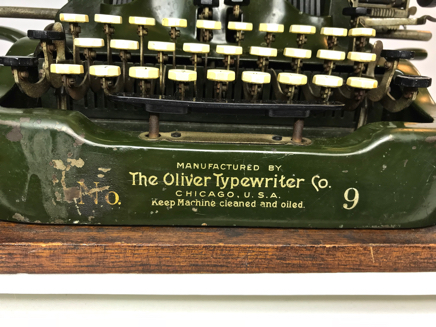 MANUFACTURED BY
The Oliver Typewriter Co.
No. 9
CHICAGO, U.S.A.
Keep Machine cleaned and oiled.